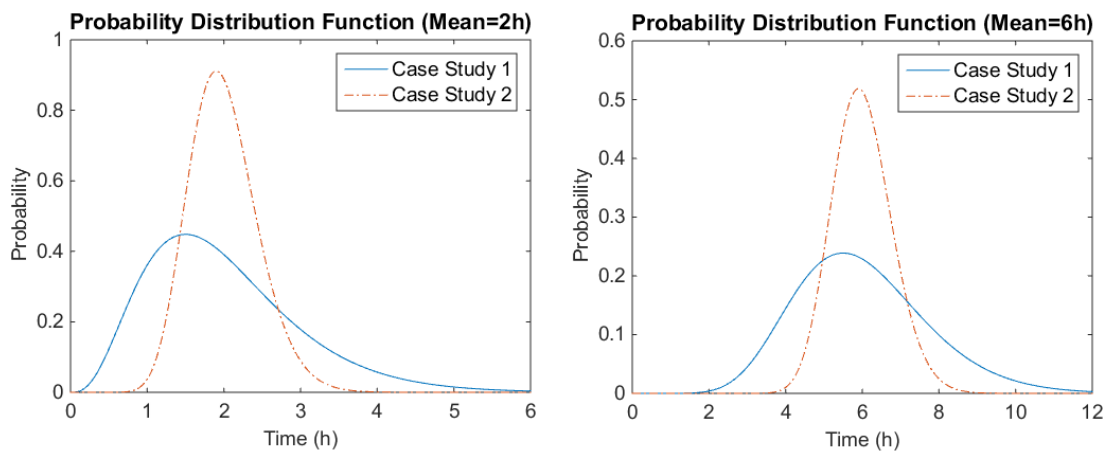 Probability Distribution Function (Mean=2h)
1
0.8
0.6
0.4
0.2
0
Probability
Case Study 1
Case Study 2
0 1 2 3 4 5 6
Time (h)
Probability Distribution Function (Mean=6h)
0.6
0.5
0.4
0.3
0.2
0.1
0
Probability
Case Study 1
Case Study 2
0 2 4 6 8 10 12
Time (h)